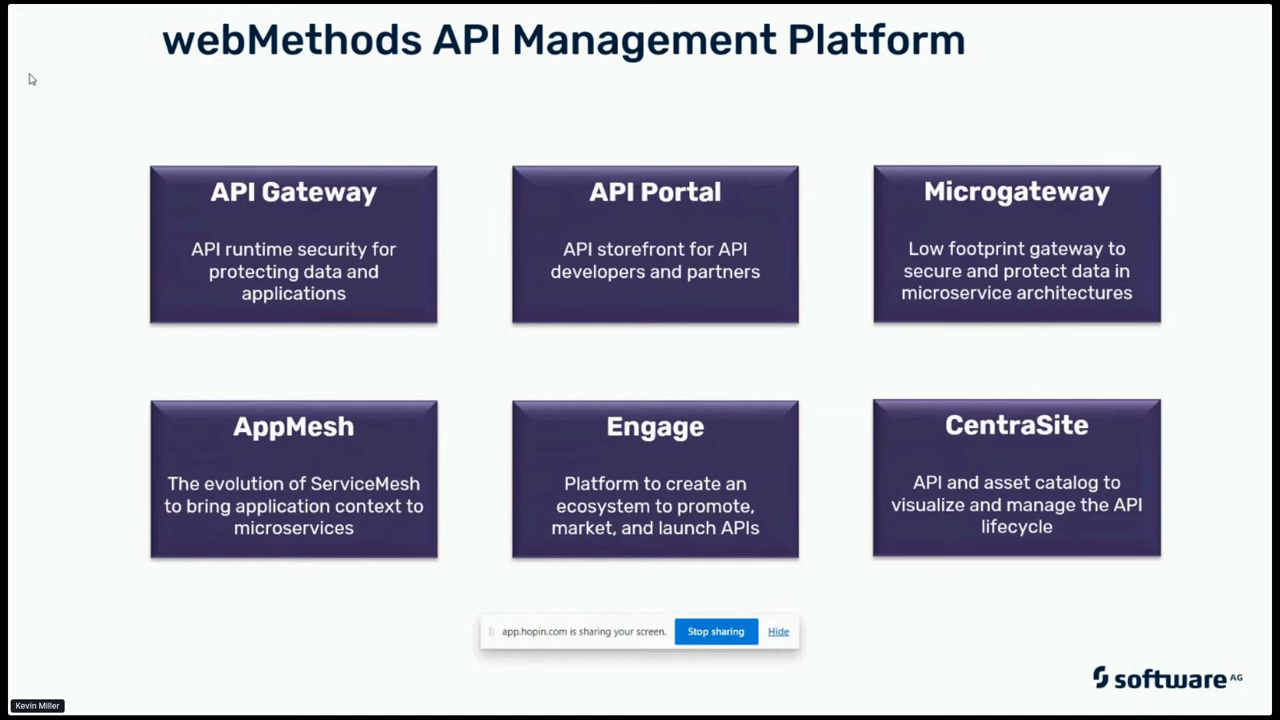 webMethods API Management Platform
API Gateway
API runtime security for
protecting data and
applications
API Portal
API storefront for API
developers and partners
Microgateway
Low footprint gateway to
secure and protect data in
microservice architectures
AppMesh
The evolution of ServiceMesh
to bring application context to
microservices
Engage
Platform to create an
ecosystem to promote,
market, and launch APIs
CentraSite
API and asset catalog to
visualize and manage the API
lifecycle
app.hopin.com is sharing your screen. Stop sharing Hide
software AG
Kevin Miller